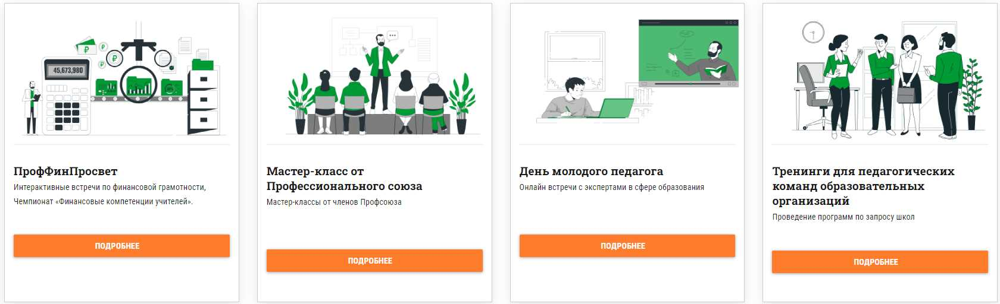 45,673,980
ПрофФинПросвет
Интерактивные встречи по финансовой грамотности,
Чемпионат «Финансовые компетенции учителей».
ПОДРОБНЕЕ
Мастер-класс от
Профессионального союза
Мастер-классы от членов Профсоюза
ПОДРОБНЕЕ
День молодого педагога
Онлайн встречи с экспертами в сфере образования
ПОДРОБНЕЕ
Тренинги для педагогических
команд образовательных
организаций
Проведение программ по запросу школ
ПОДРОБНЕЕ